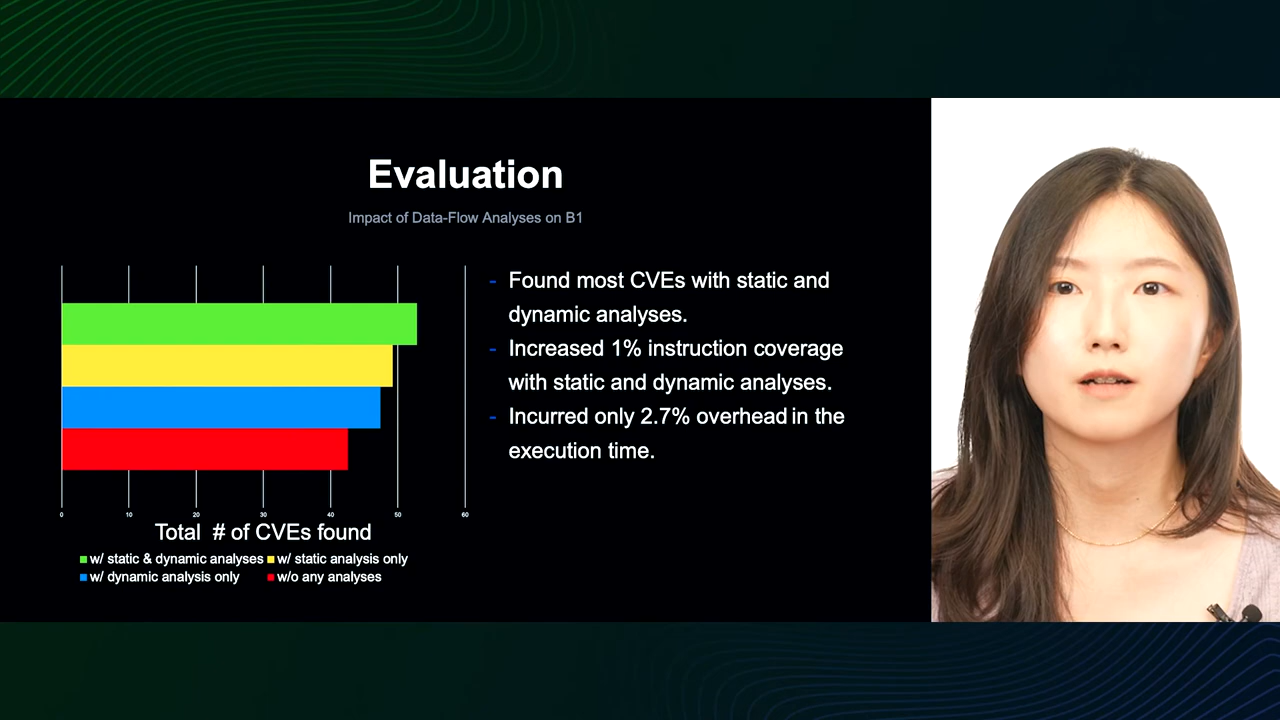 Evaluation
Impact of Data-Flow Analyses on B1
- Found most CVEs with static and
dynamic analyses.
- Increased 1% instruction coverage
with static and dynamic analyses.
- Incurred only 2.7% overhead in the
execution time.
0 10 20 30 40 50 60
Total # of CVEs found
w/ static & dynamic analyses w/ static analysis only
w/ dynamic analysis only w/o any analyses